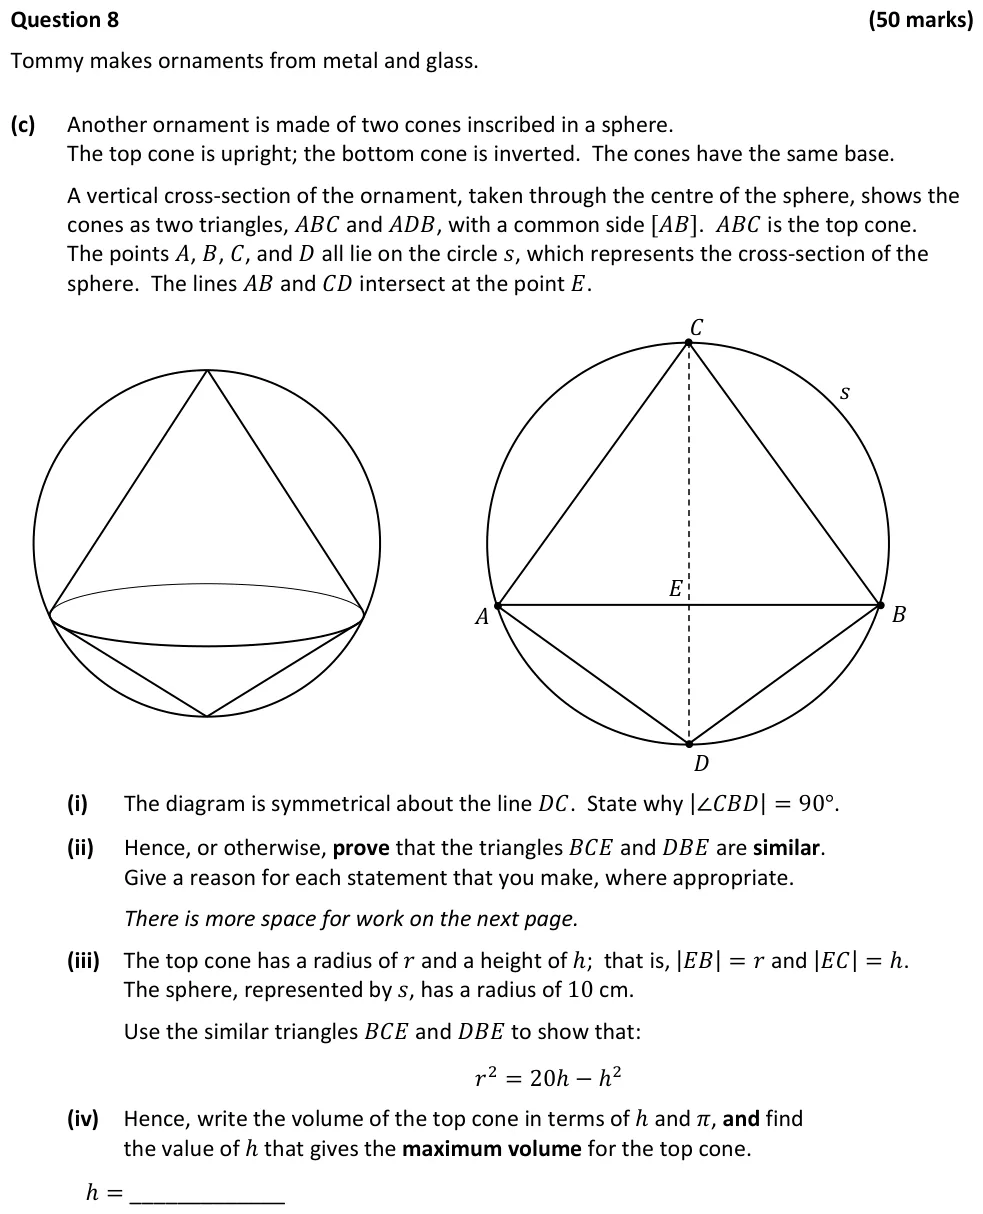 Question 8 (50 marks)
Tommy makes ornaments from metal and glass.
(c) Another ornament is made of two cones inscribed in a sphere.
The top cone is upright; the bottom cone is inverted. The cones have the same base.
A vertical cross-section of the ornament, taken through the centre of the sphere, shows the
cones as two triangles, ABC and ADB, with a common side [AB]. ABC is the top cone.
The points A, B, C, and D all lie on the circle s, which represents the cross-section of the
sphere. The lines AB and CD intersect at the point E.
C
s
E
A
B
D
(i) The diagram is symmetrical about the line DC. State why |∠CBD| = 90°.
(ii) Hence, or otherwise, prove that the triangles BCE and DBE are similar.
Give a reason for each statement that you make, where appropriate.
There is more space for work on the next page.
(iii) The top cone has a radius of r and a height of h; that is, |EB| = r and |EC| = h.
The sphere, represented by s, has a radius of 10 cm.
Use the similar triangles BCE and DBE to show that:
r² = 20h − h²
(iv) Hence, write the volume of the top cone in terms of h and π, and find
the value of h that gives the maximum volume for the top cone.
h = _____________